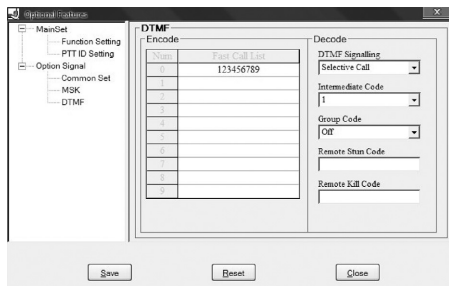 Optional Features
X
MainSet
Function Setting
PTT ID Setting
Option Signal
Common Set
MSK
DTMF
DTMF
Encode
Num Fast Call List
0 123456789
1
2
3
4
5
6
7
8
9
Decode
DTMF Signalling
Selective Call
Intermediate Code
1
Group Code
Off
Remote Stun Code
Remote Kill Code
Save
Reset
Close